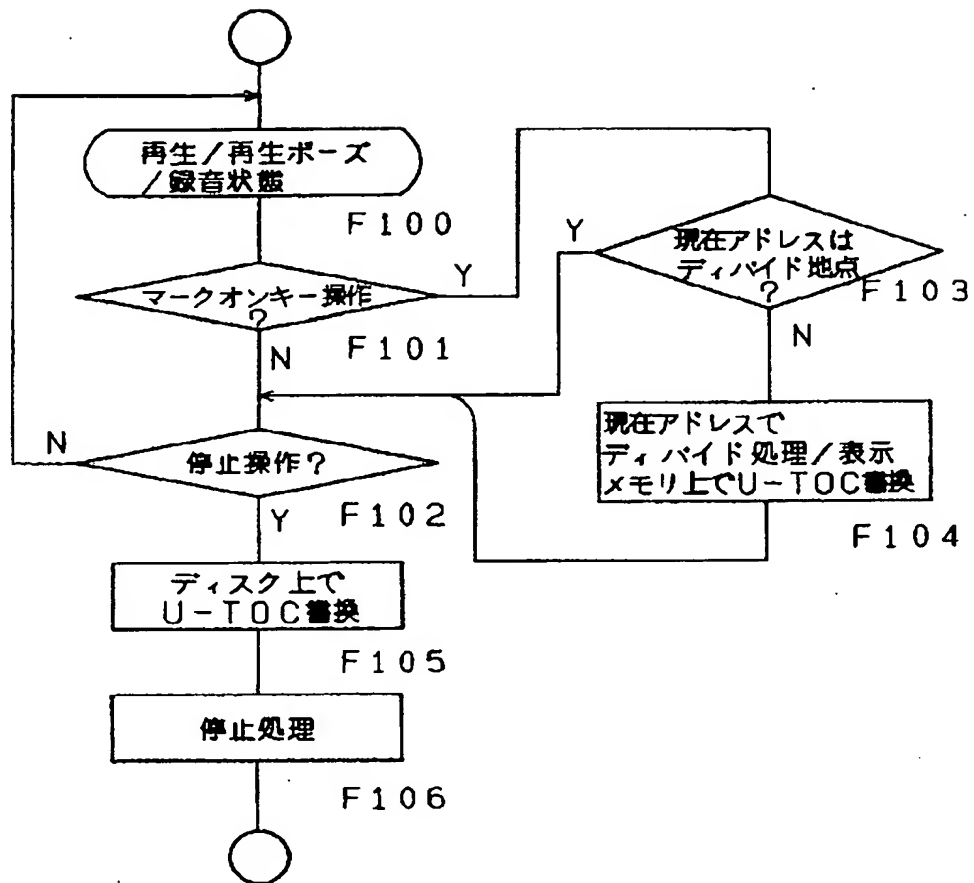 再生/再生ポーズ
/録音状態
F100
マークオンキー操作
?
Y
F101
N
現在アドレスは
ディバイド地点
?
Y
F103
N
現在アドレスで
ディバイド処理/表示
メモリ上でU-TOC書換
F104
停止操作?
N
F102
Y
ディスク上で
U-TOC書換
F105
停止処理
F106